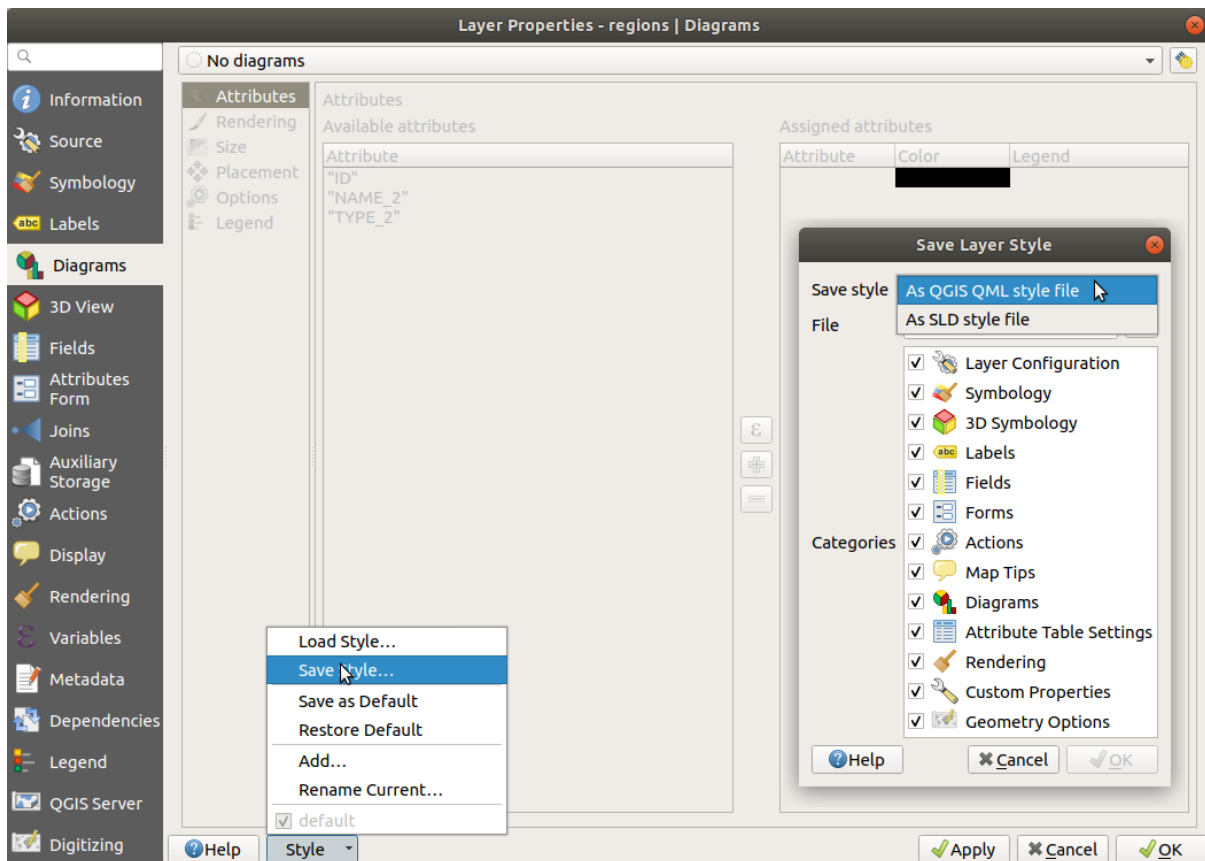 Layer Properties - regions | Diagrams
Information
Source
Symbology
Labels
Diagrams
3D View
Fields
Attributes
Form
Joins
Auxiliary
Storage
Actions
Display
Rendering
Variables
Metadata
Dependencies
Legend
QGIS Server
Digitizing
No diagrams
Attributes
Rendering
Size
Placement
Options
Legend
Attributes
Available attributes
Attribute
"ID"
"NAME_2"
"TYPE_2"
ε
Assigned attributes
Attribute Color Legend
Load Style...
Save Style...
Save as Default
Restore Default
Add...
Rename Current...
default
Save Layer Style
Save style As QGIS QML style file
As SLD style file
File
Categories
Layer Configuration
Symbology
3D Symbology
abc Labels
Fields
Forms
Actions
Map Tips
Diagrams
Attribute Table Settings
Rendering
Custom Properties
Geometry Options
Help Cancel OK
Help Style Apply Cancel OK